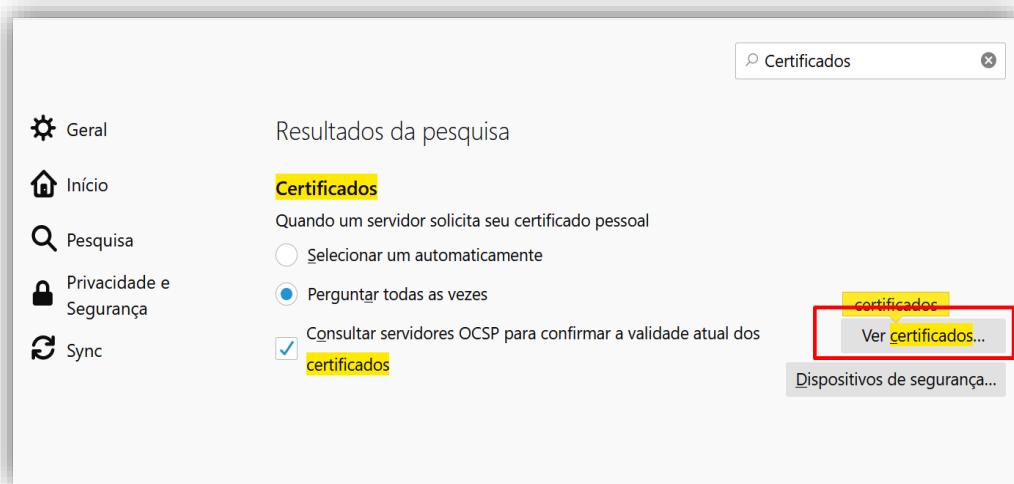 Certificados
Geral
Início
Pesquisa
Privacidade e
Segurança
Sync
Resultados da pesquisa
Certificados
Quando um servidor solicita seu certificado pessoal
Selecionar um automaticamente
Perguntar todas as vezes
Consultar servidores OCSP para confirmar a validade atual dos
certificados
certificados
Ver certificados...
Dispositivos de segurança...